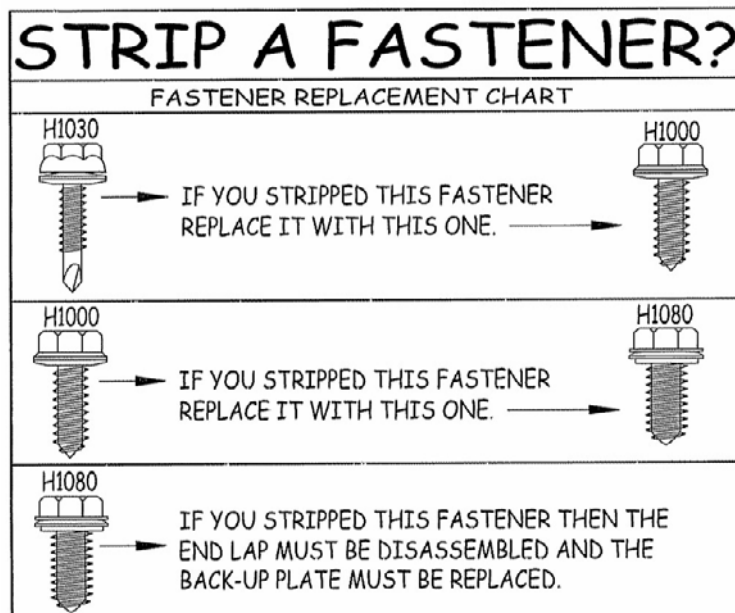 STRIP A FASTENER?
FASTENER REPLACEMENT CHART
H1030
H1000
IF YOU STRIPPED THIS FASTENER
REPLACE IT WITH THIS ONE.
H1000
H1080
IF YOU STRIPPED THIS FASTENER
REPLACE IT WITH THIS ONE.
H1080
IF YOU STRIPPED THIS FASTENER THEN THE
END LAP MUST BE DISASSEMBLED AND THE
BACK-UP PLATE MUST BE REPLACED.